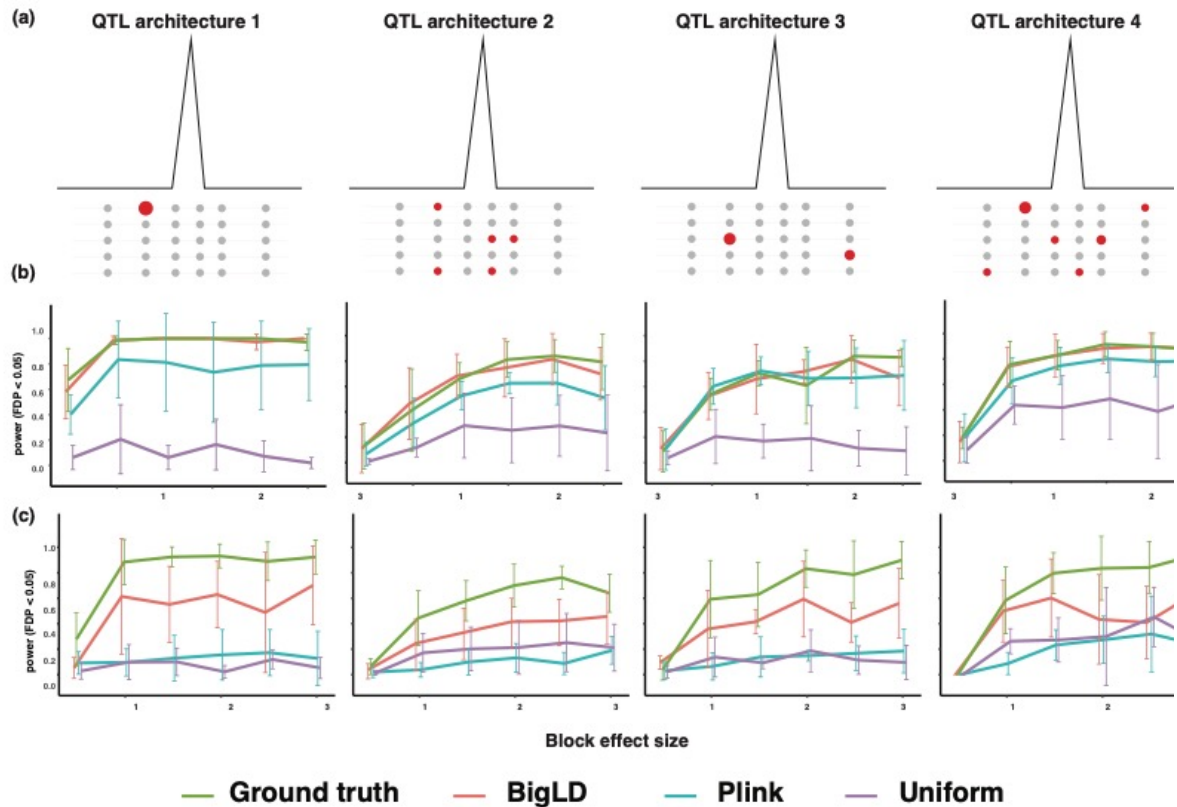 (a)
QTL architecture 1 QTL architecture 2 QTL architecture 3 QTL architecture 4
(b)
power (FDP < 0.05)
1.0
0.8
0.6
0.4
0.2
0.0
1 2 3 1 2 3 1 2 3 1 2
(c)
power (FDP < 0.05)
1.0
0.8
0.6
0.4
0.2
0.0
1 2 3 1 2 3 1 2 3 1 2
Block effect size
Ground truth BigLD Plink Uniform